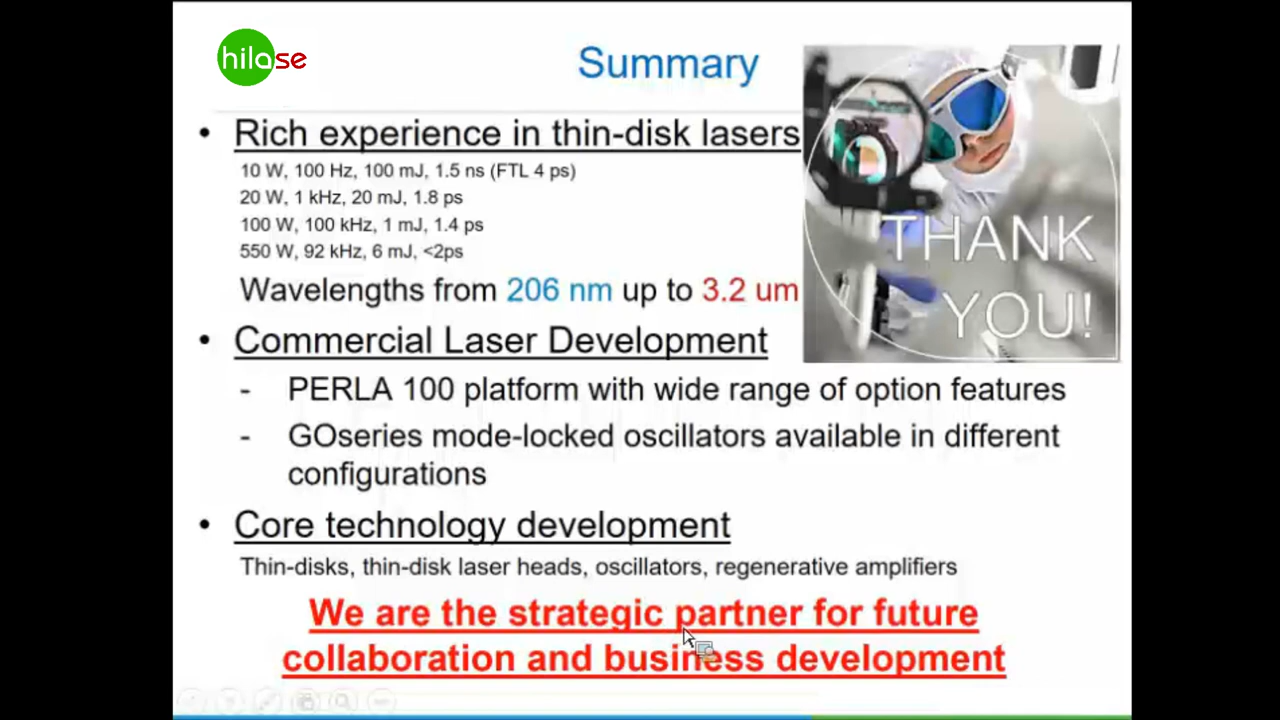 hilase
Summary
• Rich experience in thin-disk lasers
10 W, 100 Hz, 100 mJ, 1.5 ns (FTL 4 ps)
20 W, 1 kHz, 20 mJ, 1.8 ps
100 W, 100 kHz, 1 mJ, 1.4 ps
550 W, 92 kHz, 6 mJ, <2ps
Wavelengths from 206 nm up to 3.2 um
THANK
YOU!
• Commercial Laser Development
- PERLA 100 platform with wide range of option features
- GOseries mode-locked oscillators available in different
configurations
• Core technology development
Thin-disks, thin-disk laser heads, oscillators, regenerative amplifiers
We are the strategic partner for future
collaboration and business development